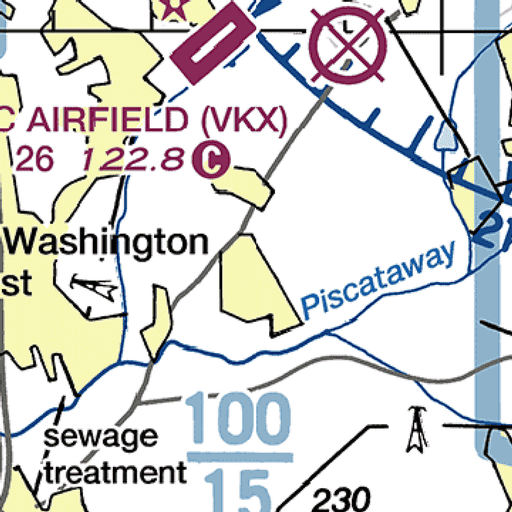 C AIRFIELD (VKX)
26 122.8 C
Washington
st
Piscataway
100
15
sewage
treatment
230